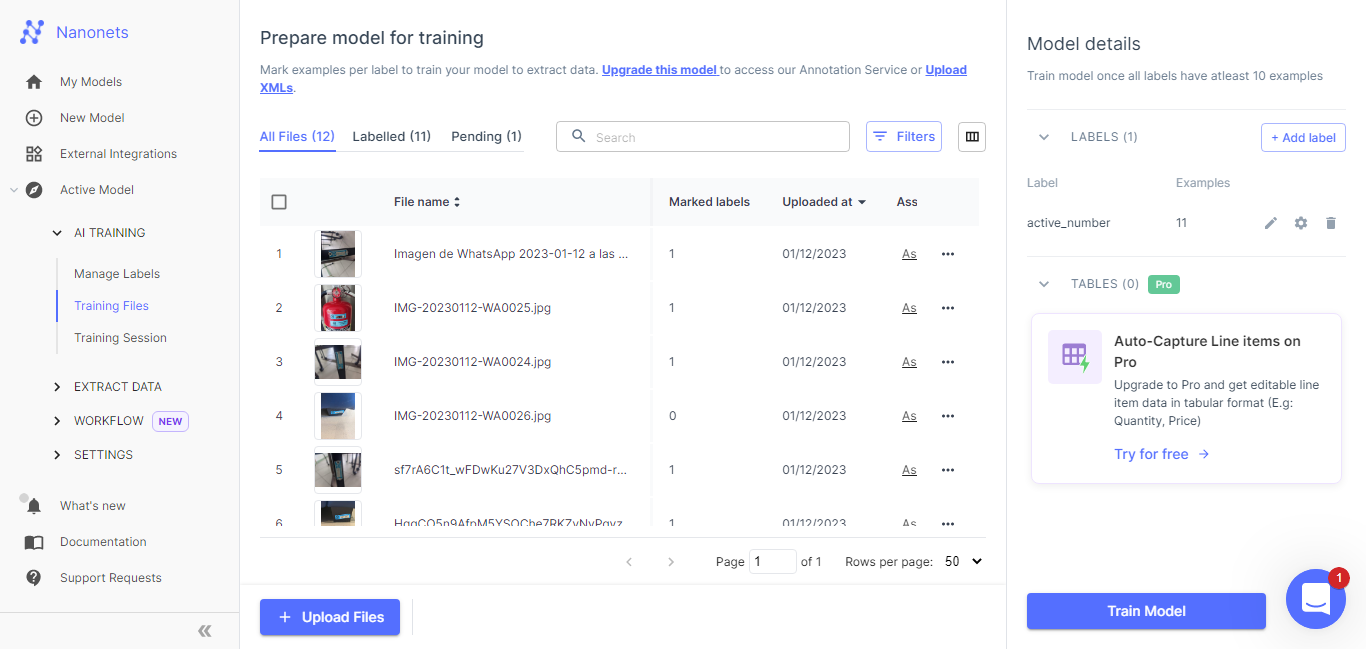 Nanonets
My Models
New Model
External Integrations
Active Model
AI TRAINING
Manage Labels
Training Files
Training Session
EXTRACT DATA
WORKFLOW NEW
SETTINGS
What's new
Documentation
Support Requests
Prepare model for training
Mark examples per label to train your model to extract data. Upgrade this model to access our Annotation Service or Upload
XMLs.
All Files (12) Labelled (11) Pending (1) Search Filters
File name Marked labels Uploaded at Ass
1 Imagen de WhatsApp 2023-01-12 a las ... 1 01/12/2023 As
2 IMG-20230112-WA0025.jpg 1 01/12/2023 As
3 IMG-20230112-WA0024.jpg 1 01/12/2023 As
4 IMG-20230112-WA0026.jpg 0 01/12/2023 As
5 sf7rA6C1t_wFDwKu27V3DxQhC5pmd-r... 1 01/12/2023 As
6 1 01/12/2023 As
Page 1 of 1 Rows per page: 50
+ Upload Files
Model details
Train model once all labels have atleast 10 examples
LABELS (1) + Add label
Label Examples
active_number 11
TABLES (0) Pro
Auto-Capture Line items on
Pro
Upgrade to Pro and get editable line
item data in tabular format (E.g:
Quantity, Price)
Try for free
Train Model
1